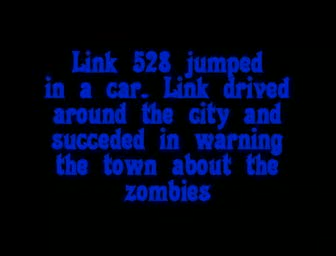 Link 528 jumped
in a car. Link drived
around the city and
succeded in warning
the town about the
zombies